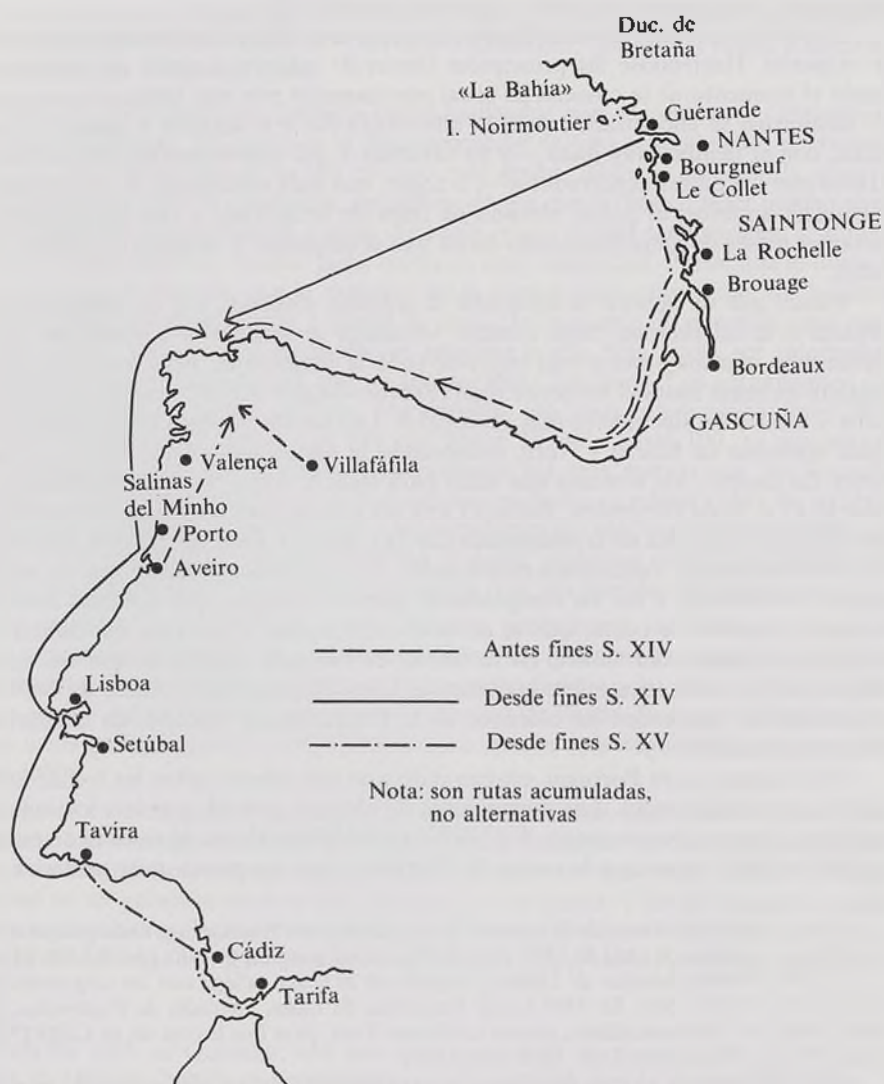 Duc. de
Bretaña
«La Bahía»
I. Noirmoutier
Guérande
NANTES
Bourgneuf
Le Collet
SAINTONGE
La Rochelle
Brouage
Bordeaux
GASCUÑA
Valença
Villafáfila
Salinas
del Minho
Porto
Aveiro
Lisboa
Setúbal
Tavira
Cádiz
Tarifa
Antes fines S. XIV
Desde fines S. XIV
Desde fines S. XV
Nota: son rutas acumuladas,
no alternativas